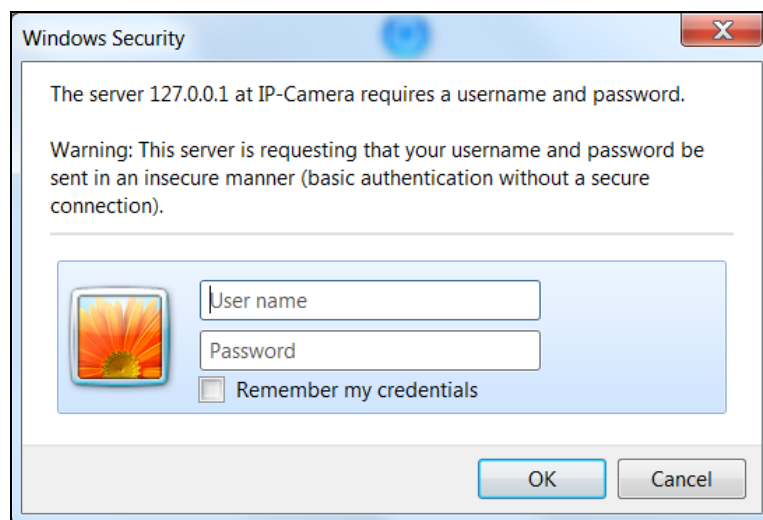 Windows Security
The server 127.0.0.1 at IP-Camera requires a username and password.
Warning: This server is requesting that your username and password be
sent in an insecure manner (basic authentication without a secure
connection).
User name
Password
Remember my credentials
OK
Cancel